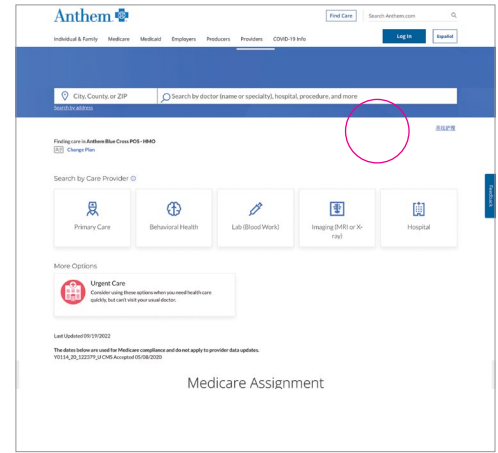 Anthem
Find Care
Search Anthem.com
Individual & Family Medicare Medicaid Employers Producers Providers COVID-19 Info
Log In
Español
City, County, or ZIP
Search by doctor (name or specialty), hospital, procedure, and more
Search by address
Finding care in Anthem Blue Cross POS - HMO
Change Plan
Search by Care Provider
Primary Care
Behavioral Health
Lab (Blood Work)
Imaging (MRI or X-
ray)
Hospital
Feedback
More Options
Urgent Care
Consider using these options when you need health care
quickly, but can't visit your usual doctor.
Last Updated 09/19/2022
The dates below are used for Medicare compliance and do not apply to provider data updates.
Y0114_20_122379_U CMS Accepted 05/08/2020
Medicare Assignment